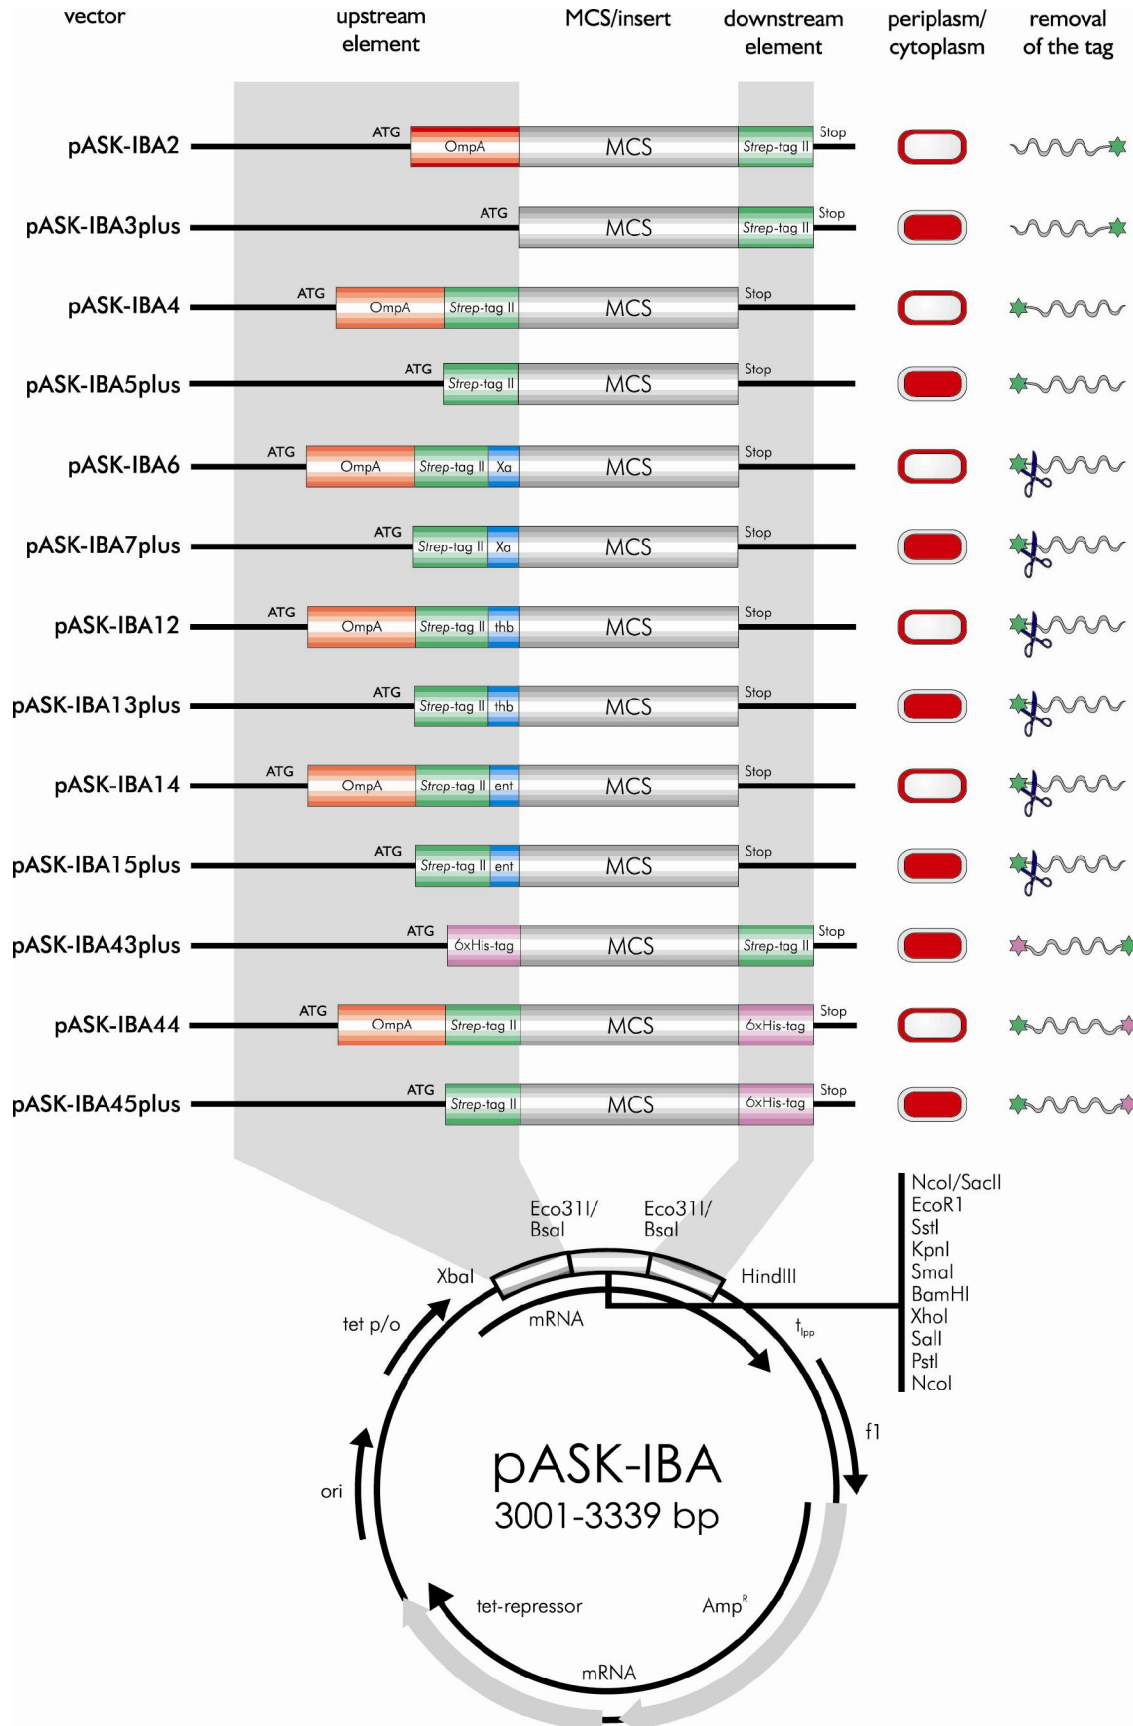 vector upstream element MCS/insert downstream element periplasm/ cytoplasm removal of the tag
pASK-IBA2 ATG OmpA MCS Strep-tag II Stop
pASK-IBA3plus ATG MCS Strep-tag II Stop
pASK-IBA4 ATG OmpA Strep-tag II MCS Stop
pASK-IBA5plus ATG Strep-tag II MCS Stop
pASK-IBA6 ATG OmpA Strep-tag II Xa MCS Stop
pASK-IBA7plus ATG Strep-tag II Xa MCS Stop
pASK-IBA12 ATG OmpA Strep-tag II thb MCS Stop
pASK-IBA13plus ATG Strep-tag II thb MCS Stop
pASK-IBA14 ATG OmpA Strep-tag II ent MCS Stop
pASK-IBA15plus ATG Strep-tag II ent MCS Stop
pASK-IBA43plus ATG 6xHis-tag MCS Strep-tag II Stop
pASK-IBA44 ATG OmpA Strep-tag II MCS 6xHis-tag Stop
pASK-IBA45plus ATG Strep-tag II MCS 6xHis-tag Stop
Eco31I/
BsaI
Eco31I/
BsaI
XbaI
HindIII
NcoI/SacII
EcoR1
SstI
KpnI
SmaI
BamHI
XhoI
SalI
PstI
NcoI
mRNA
tet p/o
tlpp
f1
ori
pASK-IBA
3001-3339 bp
tet-repressor
AmpR
mRNA